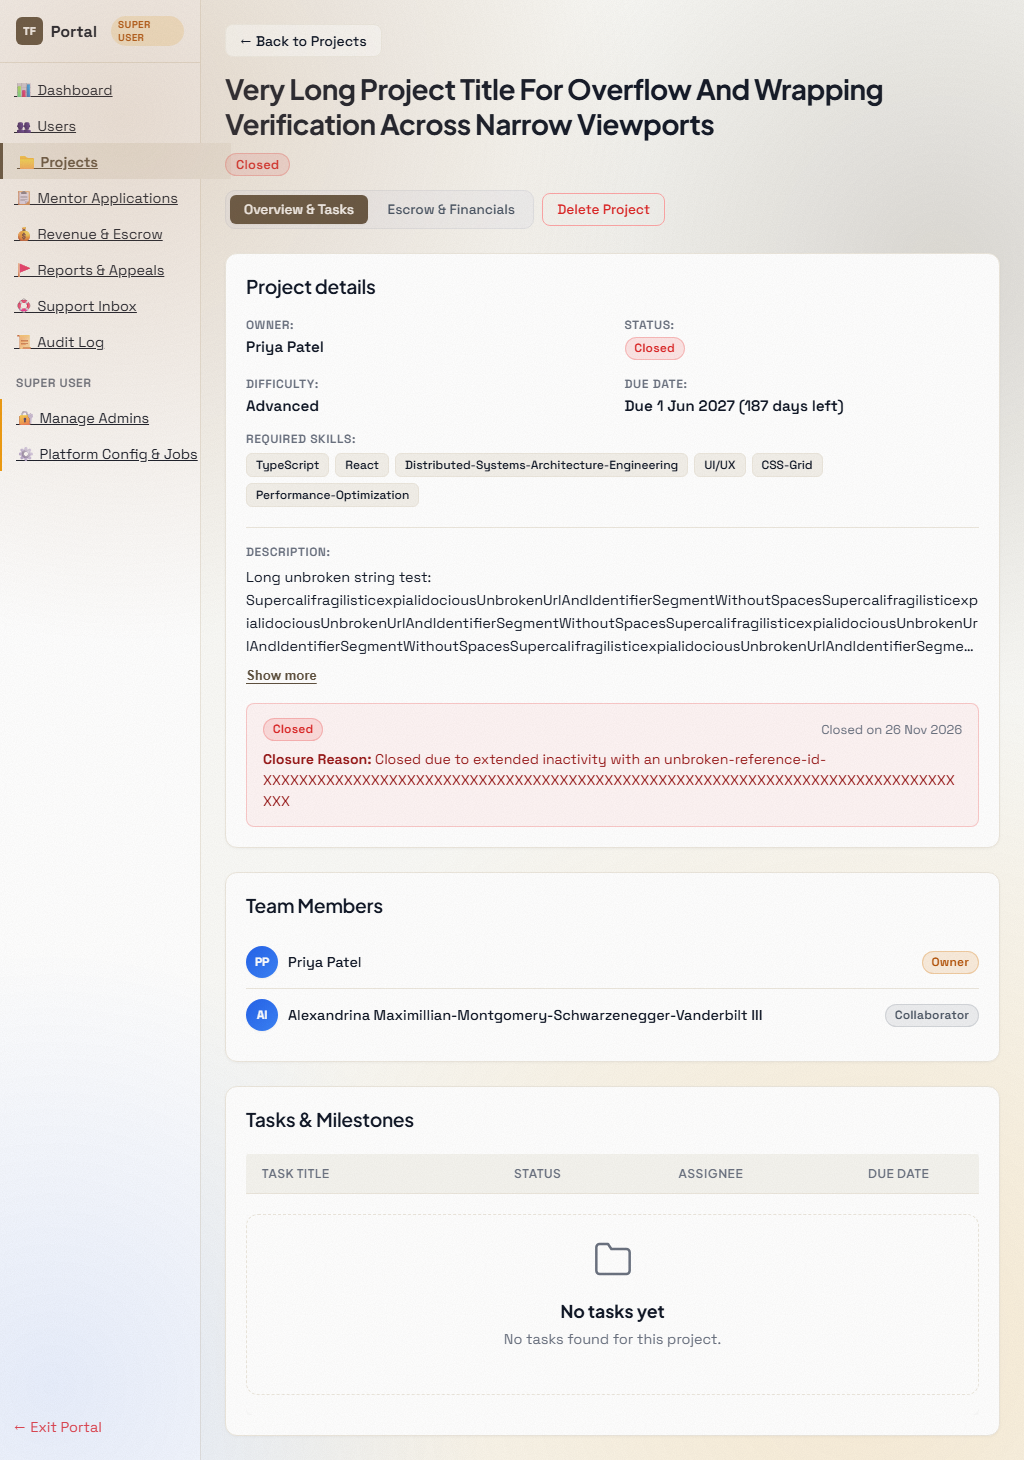 TF Portal SUPER USER
Dashboard
Users
Projects
Mentor Applications
Revenue & Escrow
Reports & Appeals
Support Inbox
Audit Log
SUPER USER
Manage Admins
Platform Config & Jobs
← Exit Portal
← Back to Projects
Very Long Project Title For Overflow And Wrapping
Verification Across Narrow Viewports
Closed
Overview & Tasks Escrow & Financials Delete Project
Project details
OWNER: STATUS:
Priya Patel Closed
DIFFICULTY: DUE DATE:
Advanced Due 1 Jun 2027 (187 days left)
REQUIRED SKILLS:
TypeScript React Distributed-Systems-Architecture-Engineering UI/UX CSS-Grid
Performance-Optimization
DESCRIPTION:
Long unbroken string test:
SupercalifragilisticexpialidociousUnbrokenUrlAndIdentifierSegmentWithoutSpacesSupercalifragilisticexp
ialidociousUnbrokenUrlAndIdentifierSegmentWithoutSpacesSupercalifragilisticexpialidociousUnbrokenUr
lAndIdentifierSegmentWithoutSpacesSupercalifragilisticexpialidociousUnbrokenUrlAndIdentifierSegme...
Show more
Closed Closed on 26 Nov 2026
Closure Reason: Closed due to extended inactivity with an unbroken-reference-id-
XXXXXXXXXXXXXXXXXXXXXXXXXXXXXXXXXXXXXXXXXXXXXXXXXXXXXXXXXXXXXXXXXXXXXXXXXXXXX
XXX
Team Members
PP Priya Patel Owner
AI Alexandrina Maximillian-Montgomery-Schwarzenegger-Vanderbilt III Collaborator
Tasks & Milestones
TASK TITLE STATUS ASSIGNEE DUE DATE
No tasks yet
No tasks found for this project.